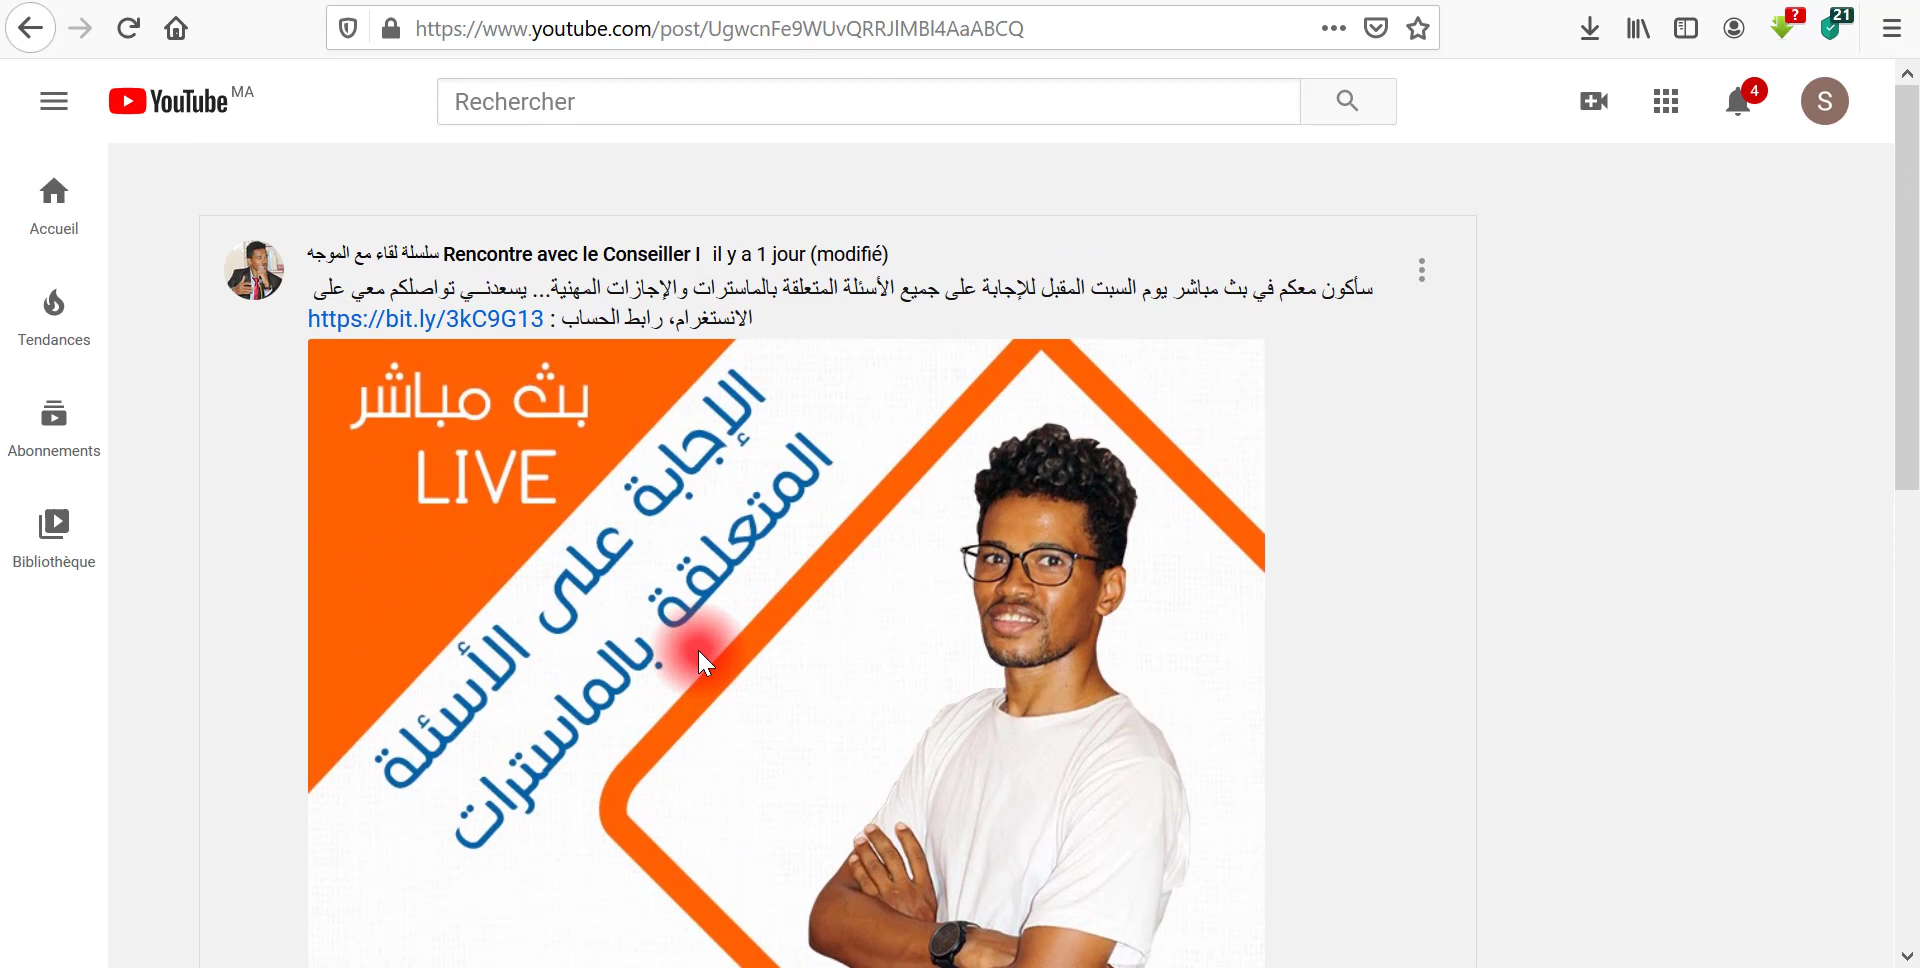 https://www.youtube.com/post/UgwcnFe9WUvQRRJlMBl4AaABCQ
?
21
YouTube MA
Rechercher
4
S
Accueil
Tendances
Abonnements
Bibliothèque
سلسلة لقاء مع الموجه Rencontre avec le Conseiller I il y a 1 jour (modifié)
سأكون معكم في بث مباشر يوم السبت المقبل للإجابة على جميع الأسئلة المتعلقة بالماسترات والإجازات المهنية... يسعدنــي تواصلكم معي على
الانستغرام، رابط الحساب : https://bit.ly/3kC9G13
بث مباشر
LIVE
الإجابة على الأسئلة
المتعلقة بالماسترات